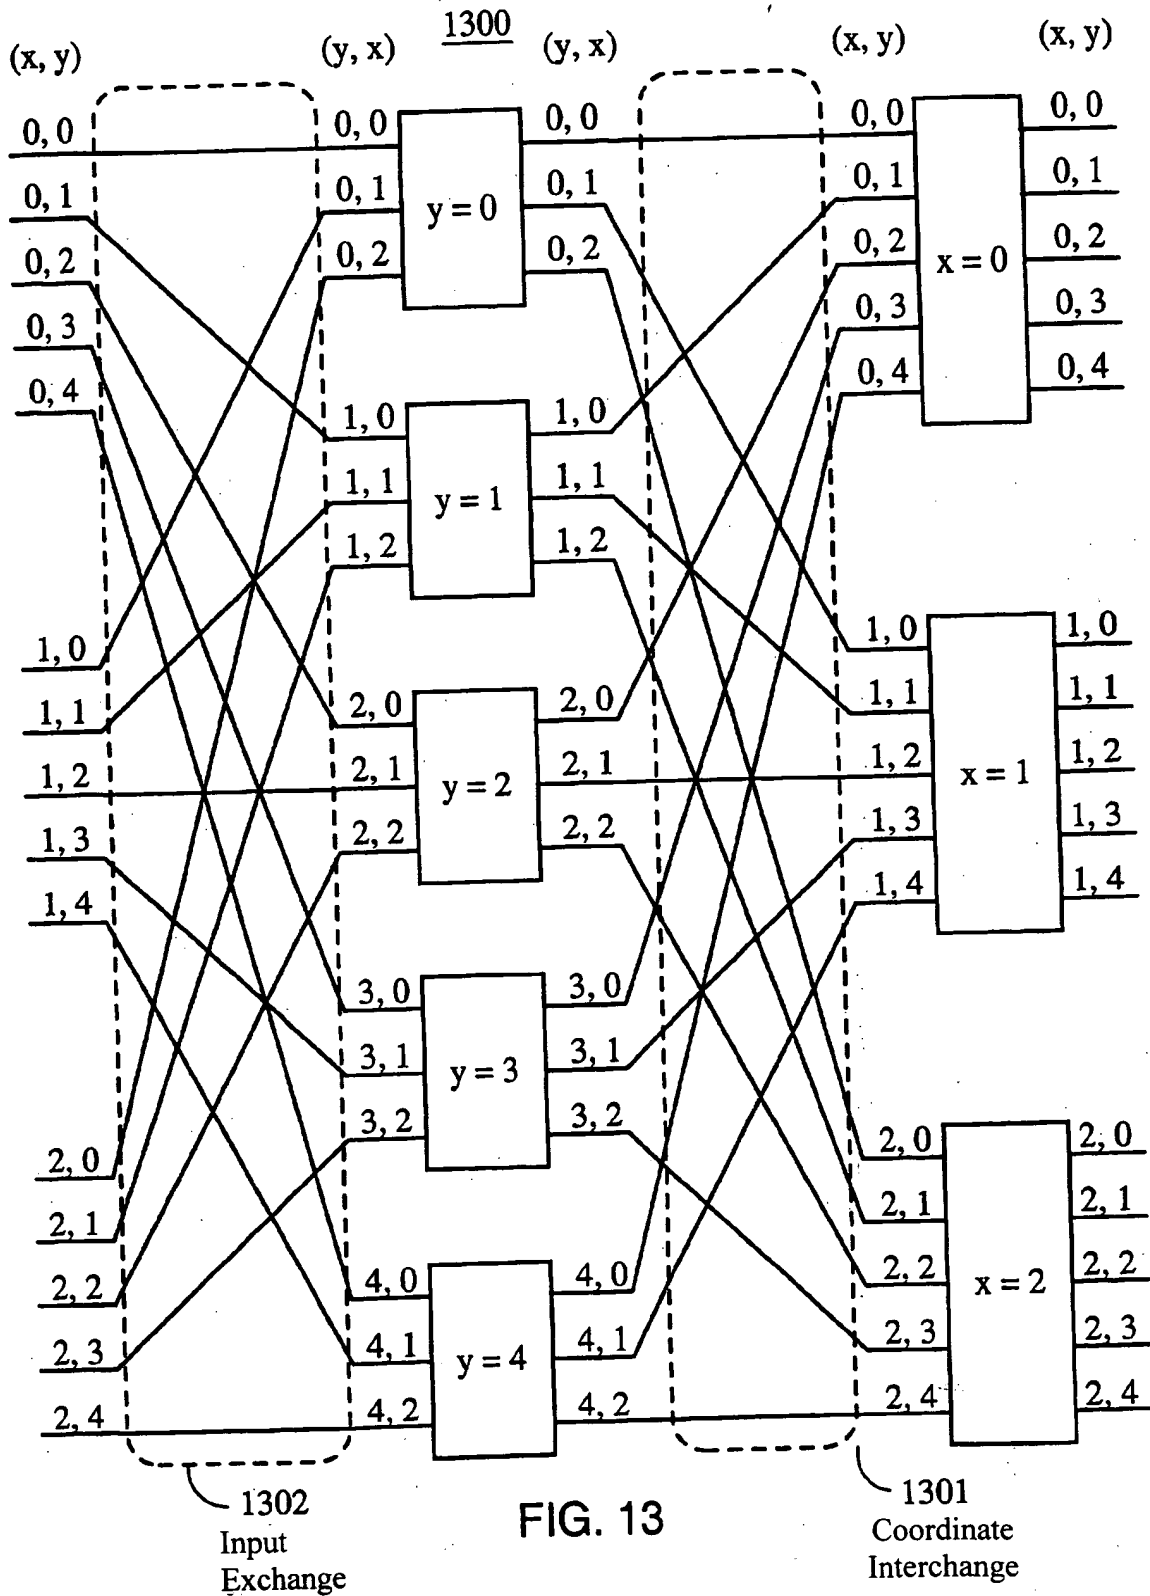 1300
(x, y) (y, x) (y, x) (x, y) (x, y)
0, 0 0, 0 0, 0 0, 0 0, 0
0, 1 0, 1 y = 0 0, 1 0, 1 0, 1
0, 2 0, 2 0, 2 0, 2 x = 0 0, 2
0, 3 0, 3 0, 3
0, 4 1, 0 1, 0 0, 4 0, 4
1, 1 y = 1 1, 1
1, 2 1, 2
1, 0 1, 0 1, 0
1, 1 2, 0 2, 0 1, 1 1, 1
1, 2 2, 1 y = 2 2, 1 1, 2 x = 1 1, 2
1, 3 2, 2 2, 2 1, 3 1, 3
1, 4 1, 4 1, 4
3, 0 3, 0
3, 1 y = 3 3, 1
3, 2 3, 2
2, 0 2, 0 2, 0
2, 1 2, 1 2, 1
2, 2 4, 0 4, 0 2, 2 x = 2 2, 2
2, 3 4, 1 y = 4 4, 1 2, 3 2, 3
2, 4 4, 2 4, 2 2, 4 2, 4
1302
Input
Exchange
FIG. 13
1301
Coordinate
Interchange